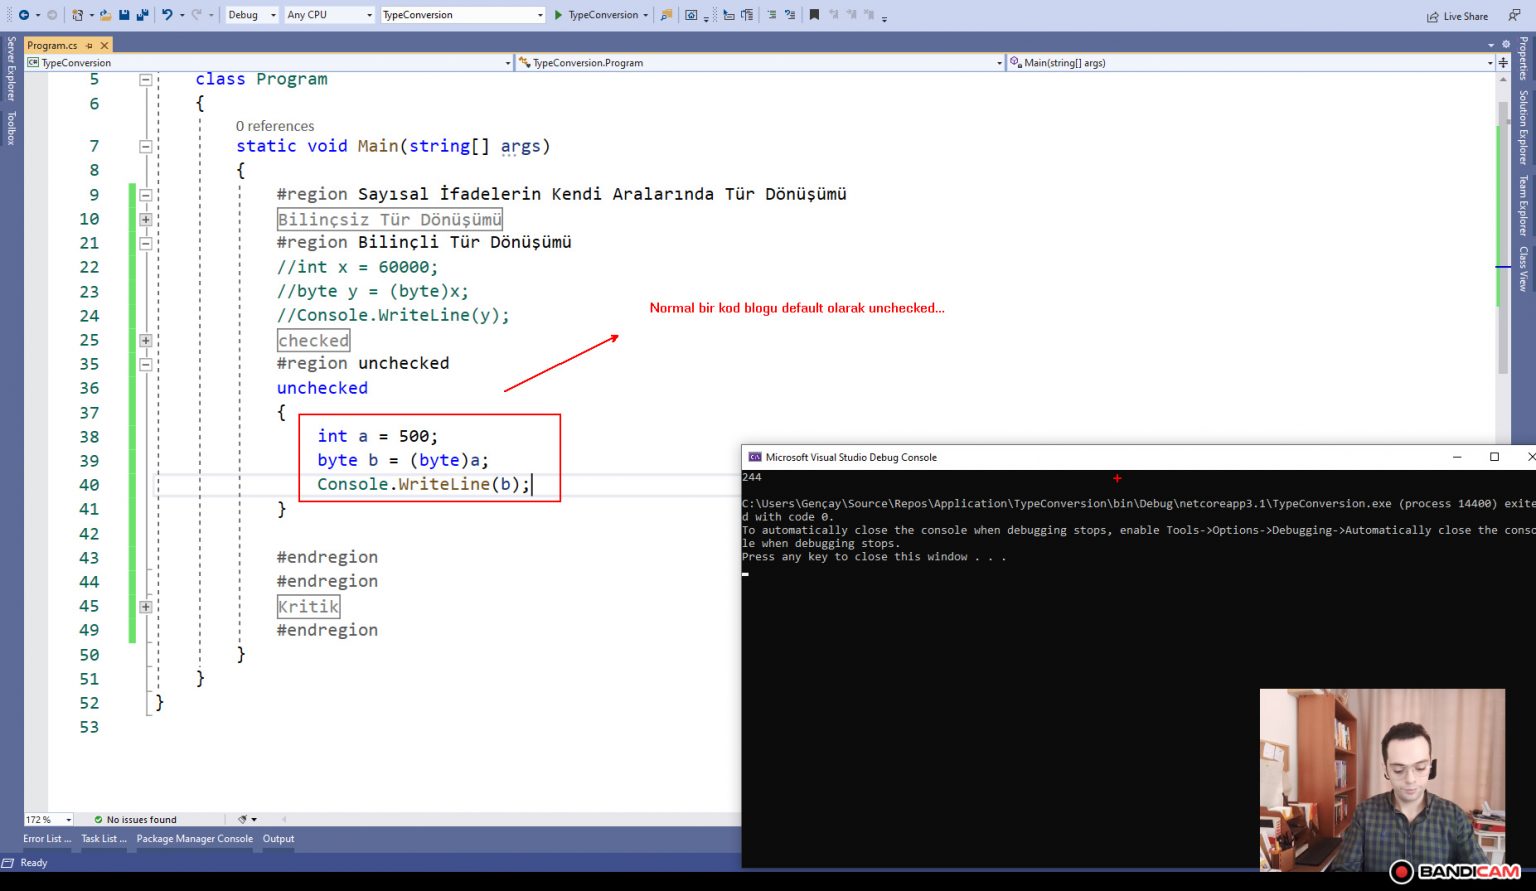 Debug
Any CPU
TypeConversion
TypeConversion
Live Share
Program.cs
TypeConversion
TypeConversion.Program
Main(string[] args)
Server Explorer
Toolbox
Properties
Solution Explorer
Team Explorer
Class View
5 class Program
6 {
0 references
7 static void Main(string[] args)
8 {
9 #region Sayısal İfadelerin Kendi Aralarında Tür Dönüşümü
10 Bilinçsiz Tür Dönüşümü
21 #region Bilinçli Tür Dönüşümü
22 //int x = 60000;
23 //byte y = (byte)x;
24 //Console.WriteLine(y);
25 checked
35 #region unchecked
36 unchecked
37 {
38 int a = 500;
39 byte b = (byte)a;
40 Console.WriteLine(b);
41 }
42
43 #endregion
44 #endregion
45 Kritik
49 #endregion
50 }
51 }
52 }
53
Normal bir kod blogu default olarak unchecked...
Microsoft Visual Studio Debug Console
244
C:\Users\Gençay\Source\Repos\Application\TypeConversion\bin\Debug\netcoreapp3.1\TypeConversion.exe (process 14400) exite
d with code 0.
To automatically close the console when debugging stops, enable Tools->Options->Debugging->Automatically close the conso
le when debugging stops.
Press any key to close this window . . .
172 %
No issues found
Error List ...
Task List ...
Package Manager Console
Output
Ready
BANDICAM